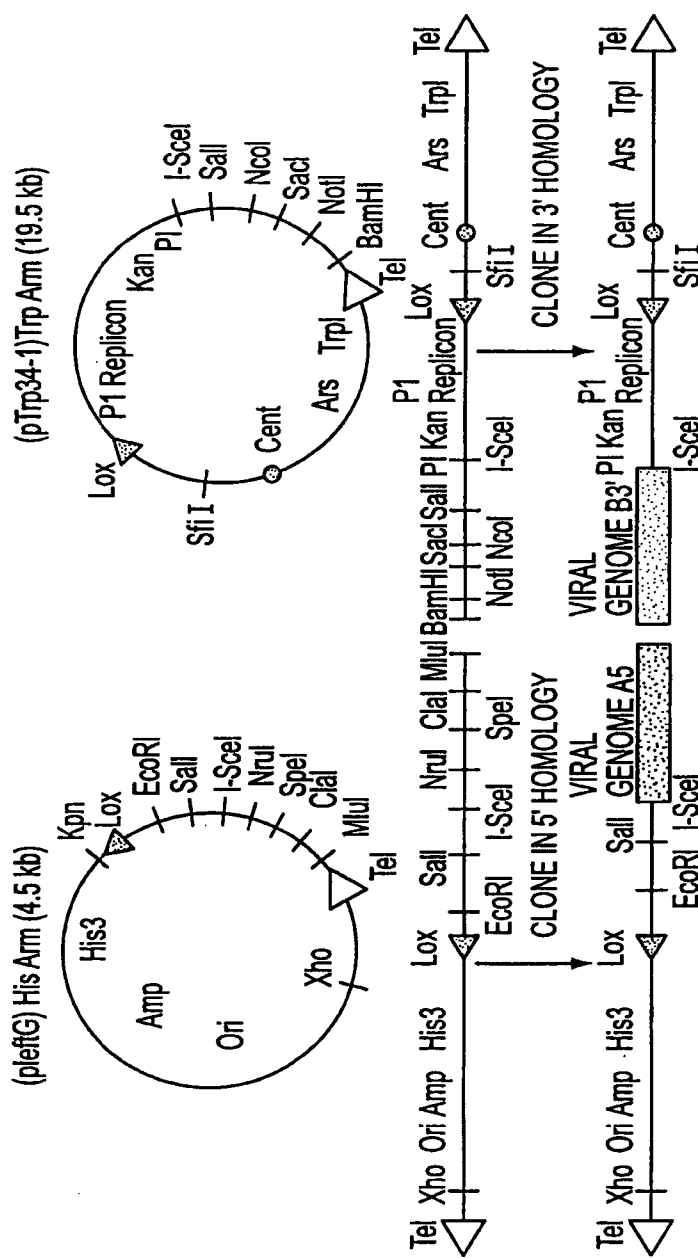 (pleftG) His Arm (4.5 kb)
Kpn
Lox
EcoRI
SalI
I-SceI
NruI
SpeI
ClaI
MluI
Tel
Xho
His3
Amp
Ori
(pTrp34-1)Trp Arm (19.5 kb)
Lox
P1 Replicon
Kan
PI
I-SceI
SalI
NcoI
SacI
NotI
BamHI
Tel
TrpI
Ars
Cent
Sfi I
Tel
Xho
Ori
Amp
His3
Lox
EcoRI
SalI
I-SceI
NruI
SpeI
ClaI
MluI
BamHI
NotI
SacI
NcoI
SalI
PI Kan
I-SceI
P1
Replicon
Lox
Sfi I
Cent
Ars
TrpI
Tel
CLONE IN 5' HOMOLOGY
CLONE IN 3' HOMOLOGY
Tel
Xho
Ori
Amp
His3
Lox
EcoRI
SalI
I-SceI
VIRAL
GENOME A5
VIRAL
GENOME B3'
PI Kan
I-SceI
P1
Replicon
Lox
Sfi I
Cent
Ars
TrpI
Tel